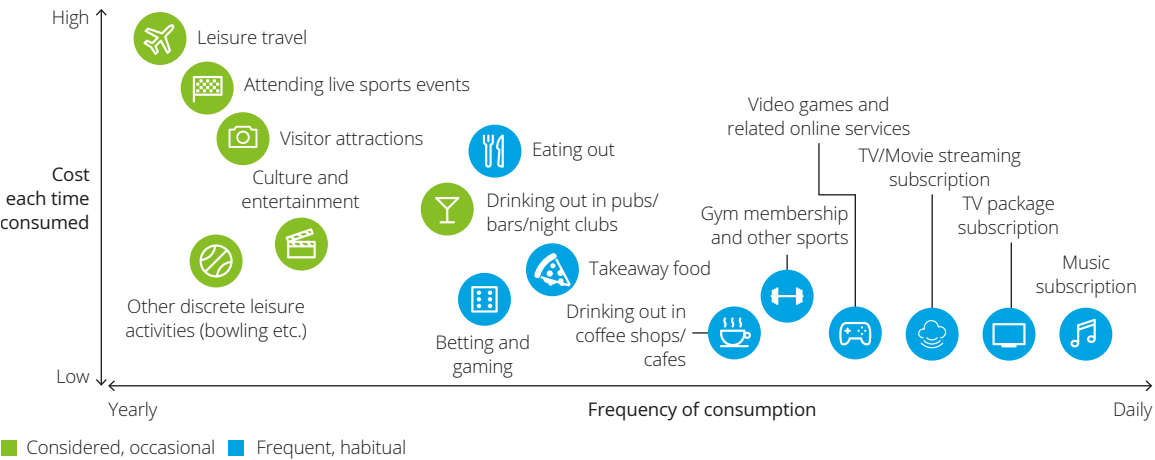 High
Leisure travel
Attending live sports events
Visitor attractions
Culture and
entertainment
Other discrete leisure
activities (bowling etc.)
Eating out
Drinking out in pubs/
bars/night clubs
Takeaway food
Betting and
gaming
Drinking out in
coffee shops/
cafes
Gym membership
and other sports
Video games and
related online services
TV/Movie streaming
subscription
TV package
subscription
Music
subscription
Cost
each time
consumed
Low
Yearly
Frequency of consumption
Daily
Considered, occasional
Frequent, habitual